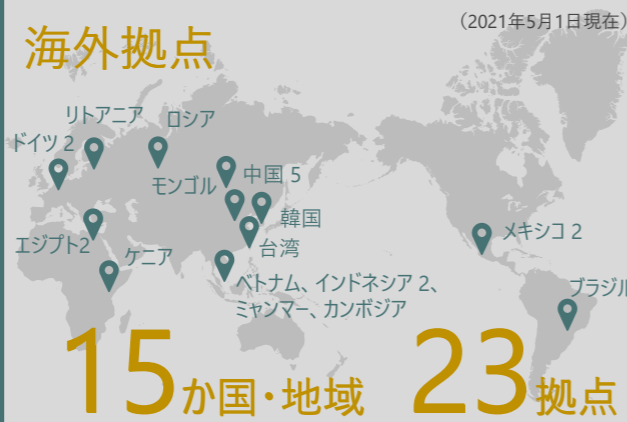 （2021年5月1日現在）
海外拠点
リトアニア
ロシア
ドイツ 2
中国 5
モンゴル
韓国
台湾
エジプト2
ケニア
メキシコ 2
ベトナム、インドネシア 2、
ミャンマー、カンボジア
ブラジル
15か国・地域
23拠点